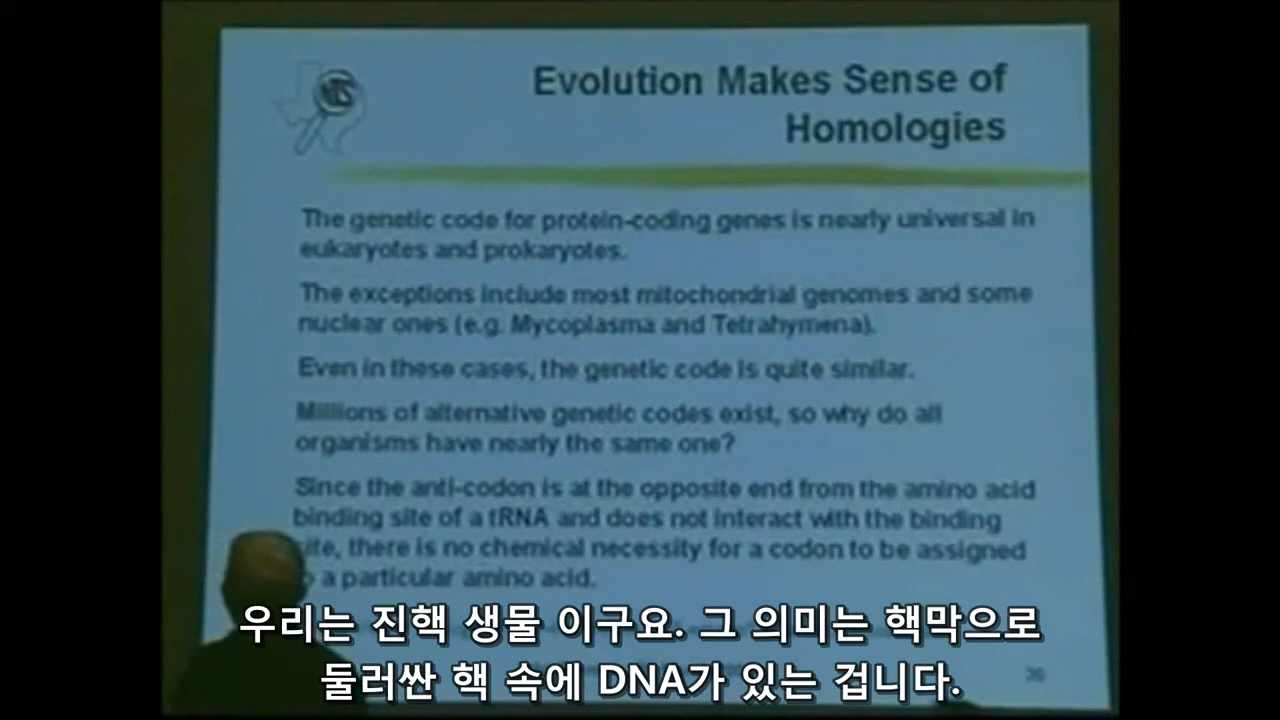 Evolution Makes Sense of
Homologies
The genetic code for protein-coding genes is nearly universal in
eukaryotes and prokaryotes.
The exceptions include most mitochondrial genomes and some
nuclear ones (e.g. Mycoplasma and Tetrahymena).
Even in these cases, the genetic code is quite similar.
Millions of alternative genetic codes exist, so why do all
organisms have nearly the same one?
Since the anti-codon is at the opposite end from the amino acid
binding site of a tRNA and does not interact with the binding
site, there is no chemical necessity for a codon to be assigned
a particular amino acid.
우리는 진핵 생물 이구요. 그 의미는 핵막으로
둘러싼 핵 속에 DNA가 있는 겁니다.